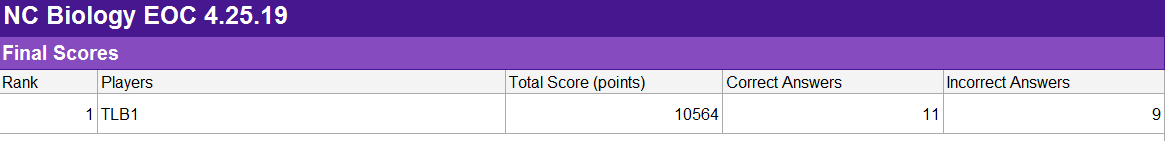 NC Biology EOC 4.25.19
Final Scores
Rank Players Total Score (points) Correct Answers Incorrect Answers
1 TLB1 10564 11 9